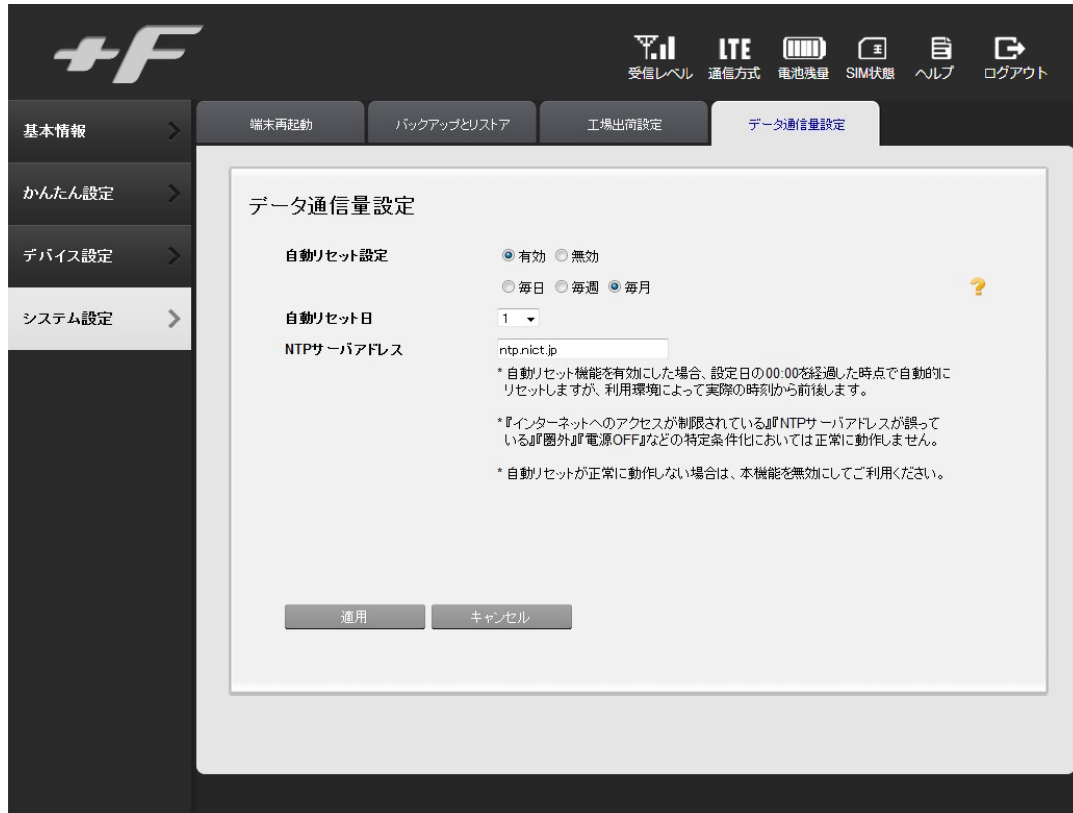 +F
受信レベル 通信方式 電池残量 SIM状態 ヘルプ ログアウト
LTE
基本情報
かんたん設定
デバイス設定
システム設定
端末再起動 バックアップとリストア 工場出荷設定 データ通信量設定
データ通信量設定
自動リセット設定 有効 無効
毎日 毎週 毎月
?
自動リセット日 1
NTPサーバアドレス ntp.nict.jp
* 自動リセット機能を有効にした場合、設定日の00:00を経過した時点で自動的に
リセットしますが、利用環境によって実際の時刻から前後します。
*『インターネットへのアクセスが制限されている』『NTPサーバアドレスが誤って
いる』『圏外』『電源OFF』などの特定条件化においては正常に動作しません。
* 自動リセットが正常に動作しない場合は、本機能を無効にしてご利用ください。
適用 キャンセル